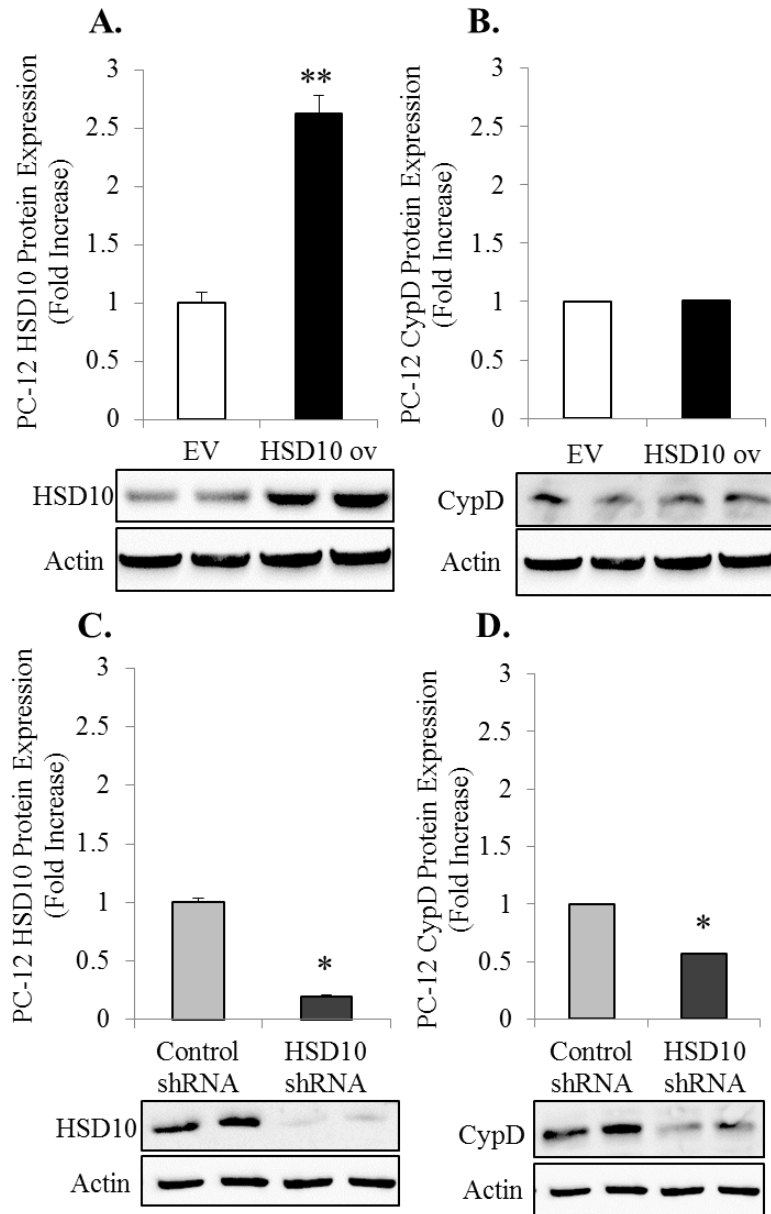 A.
PC-12 HSD10 Protein Expression
(Fold Increase)
3
2.5
2
1.5
1
0.5
0
**
EV HSD10 ov
HSD10
Actin
B.
PC-12 CypD Protein Expression
(Fold Increase)
3
2.5
2
1.5
1
0.5
0
EV HSD10 ov
CypD
Actin
C.
PC-12 HSD10 Protein Expression
(Fold Increase)
3
2.5
2
1.5
1
0.5
0
*
Control HSD10
shRNA shRNA
HSD10
Actin
D.
PC-12 CypD Protein Expression
(Fold Increase)
3
2.5
2
1.5
1
0.5
0
*
Control HSD10
shRNA shRNA
CypD
Actin